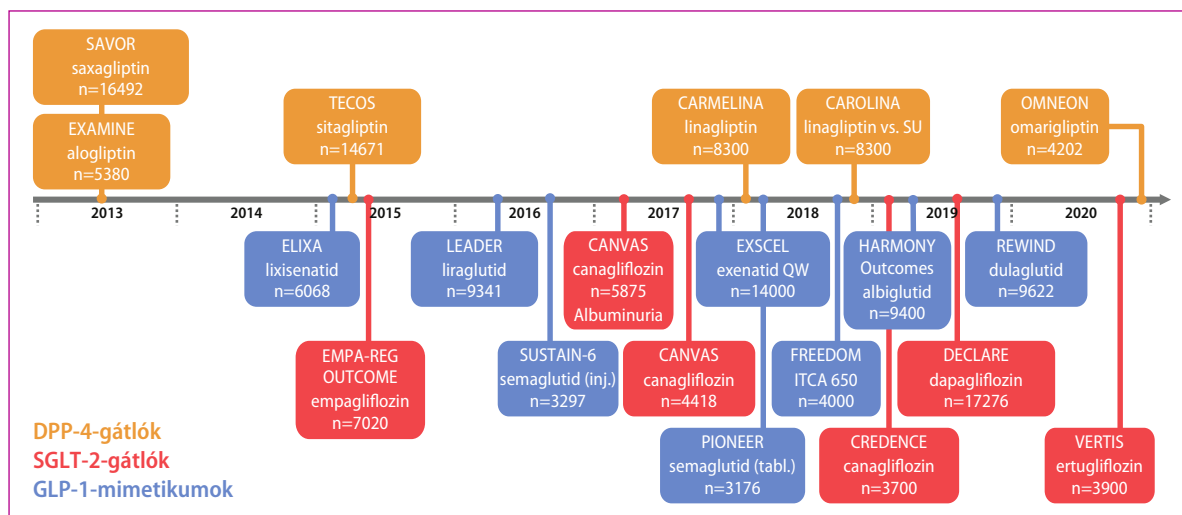 SAVOR
saxagliptin
n=16492
EXAMINE
alogliptin
n=5380
TECOS
sitagliptin
n=14671
CARMELINA
linagliptin
n=8300
CAROLINA
linagliptin vs. SU
n=8300
OMNEON
omarigliptin
n=4202
2013
2014
2015
2016
2017
2018
2019
2020
ELIXA
lixisenatid
n=6068
LEADER
liraglutid
n=9341
CANVAS
canagliflozin
n=5875
Albuminuria
EXSCEL
exenatid QW
n=14000
HARMONY
Outcomes
albiglutid
n=9400
REWIND
dulaglutid
n=9622
EMPA-REG
OUTCOME
empagliflozin
n=7020
SUSTAIN-6
semaglutid (inj.)
n=3297
CANVAS
canagliflozin
n=4418
FREEDOM
ITCA 650
n=4000
DECLARE
dapagliflozin
n=17276
PIONEER
semaglutid (tabl.)
n=3176
CREDENCE
canagliflozin
n=3700
VERTIS
ertugliflozin
n=3900
DPP-4-gátlók
SGLT-2-gátlók
GLP-1-mimetikumok